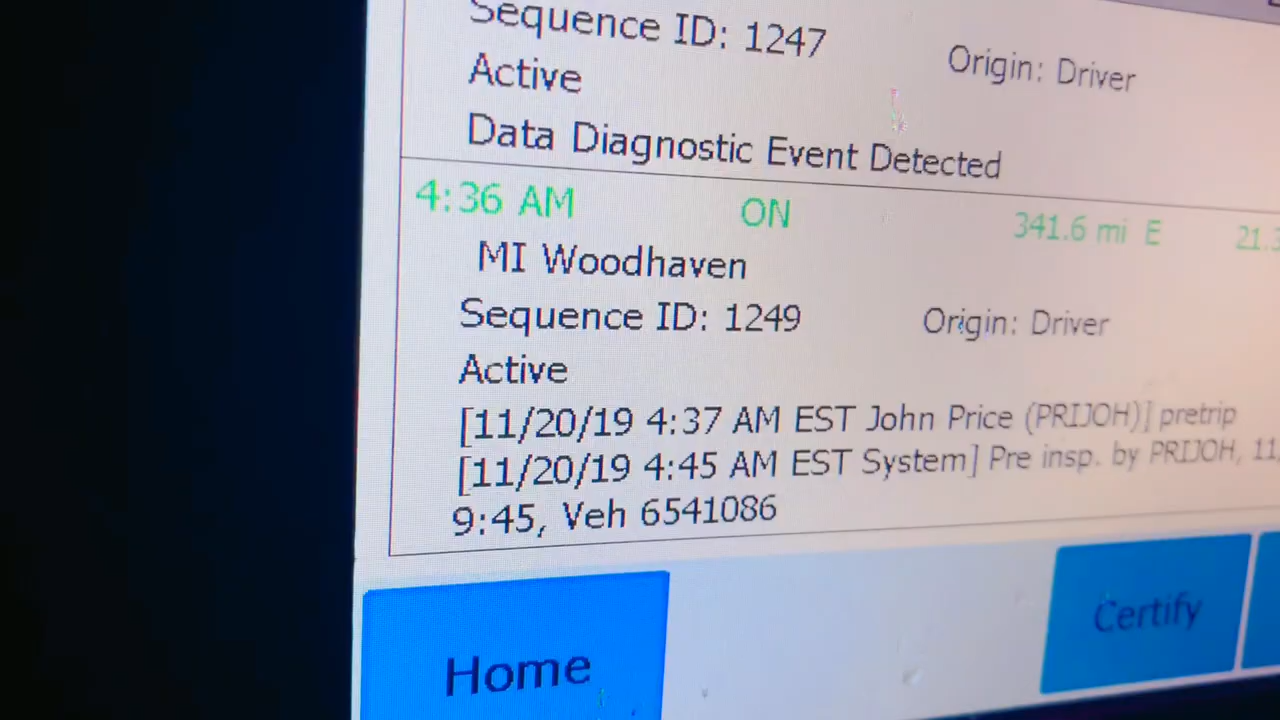 Sequence ID: 1247 Origin: Driver
Active
Data Diagnostic Event Detected
4:36 AM ON 341.6 mi E
MI Woodhaven
Sequence ID: 1249 Origin: Driver
Active
[11/20/19 4:37 AM EST John Price (PRIJOH)] pretrip
[11/20/19 4:45 AM EST System] Pre insp. by PRIJOH, 11/
9:45, Veh 6541086
Home Certify